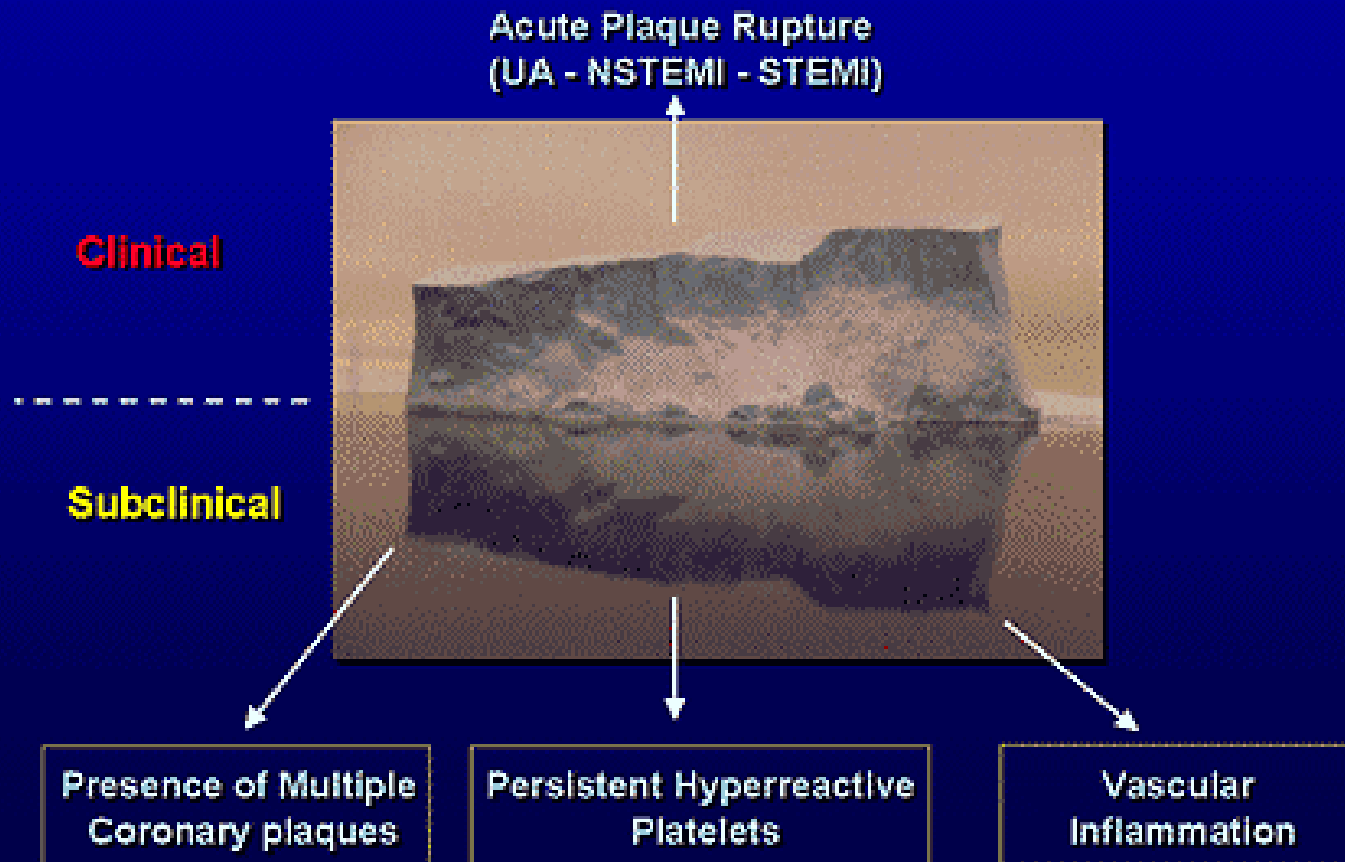 Acute Plaque Rupture
(UA - NSTEMI - STEMI)
Clinical
Subclinical
Presence of Multiple
Coronary plaques
Persistent Hyperreactive
Platelets
Vascular
Inflammation